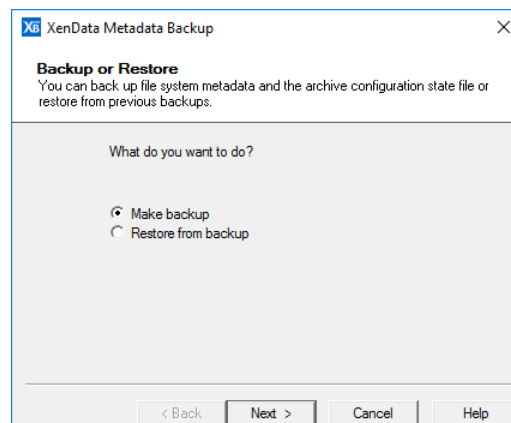 XB XenData Metadata Backup
Backup or Restore
You can back up file system metadata and the archive configuration state file or
restore from previous backups.
What do you want to do?
Make backup
Restore from backup
< Back Next > Cancel Help